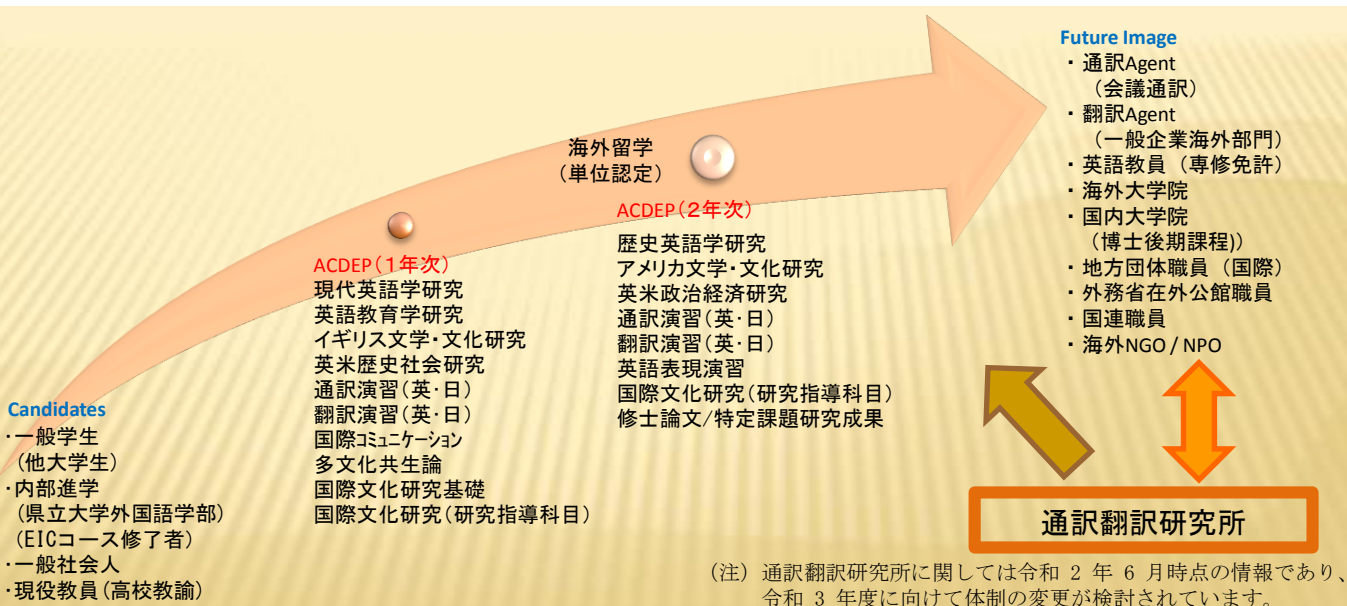 Candidates
・一般学生
(他大学生)
・内部進学
(県立大学外国語学部)
(EICコース修了者)
・一般社会人
・現役教員(高校教諭)
ACDEP(1年次)
現代英語学研究
英語教育学研究
イギリス文学・文化研究
英米歴史社会研究
通訳演習(英・日)
翻訳演習(英・日)
国際コミュニケーション
多文化共生論
国際文化研究基礎
国際文化研究(研究指導科目)
海外留学
(単位認定)
ACDEP(2年次)
歴史英語学研究
アメリカ文学・文化研究
英米政治経済研究
通訳演習(英・日)
翻訳演習(英・日)
英語表現演習
国際文化研究(研究指導科目)
修士論文/特定課題研究成果
Future Image
・ 通訳Agent
(会議通訳)
・ 翻訳Agent
(一般企業海外部門)
・ 英語教員 (専修免許)
・ 海外大学院
・ 国内大学院
(博士後期課程))
・ 地方団体職員 (国際)
・ 外務省在外公館職員
・ 国連職員
・ 海外NGO / NPO
通訳翻訳研究所
(注) 通訳翻訳研究所に関しては令和 2 年 6 月時点の情報であり、
令和 3 年度に向けて体制の変更が検討されています。